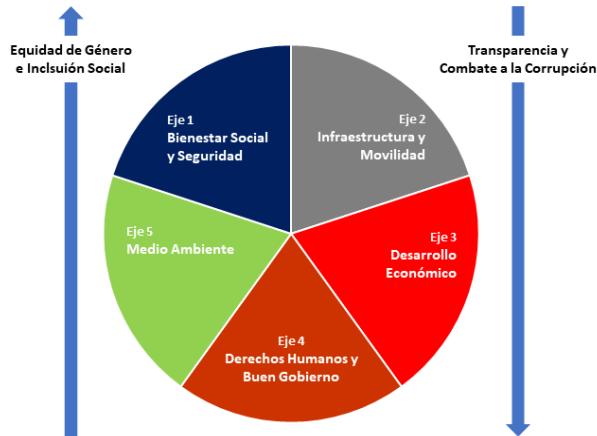 Equidad de Género
e Inclsuión Social
Transparencia y
Combate a la Corrupción
Eje 1
Bienestar Social
y Seguridad
Eje 2
Infraestructura y
Movilidad
Eje 3
Desarrollo
Económico
Eje 4
Derechos Humanos y
Buen Gobierno
Eje 5
Medio Ambiente